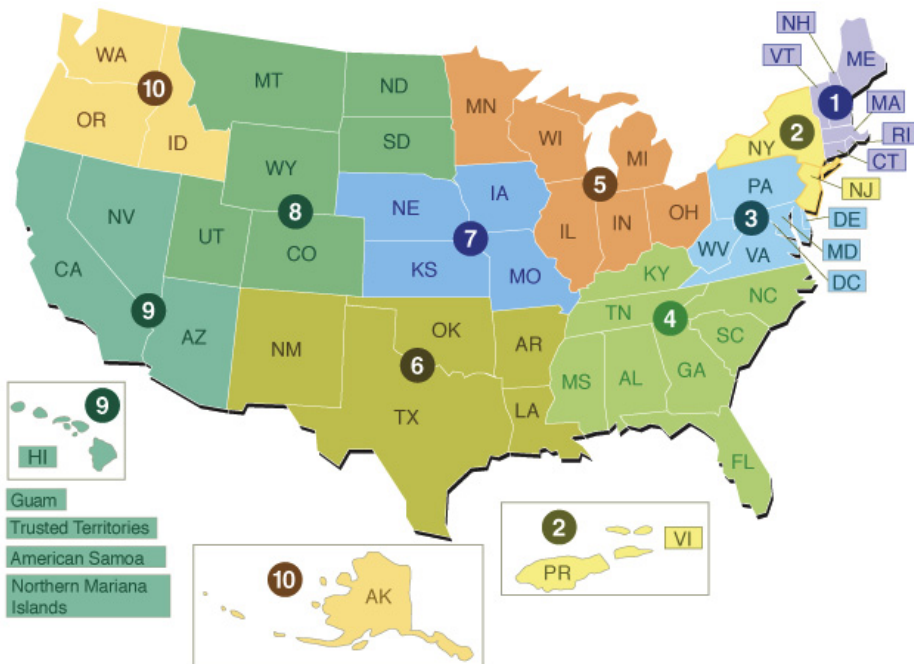 NH
VT
ME
WA
10
MT
ND
MN
1
MA
OR
ID
SD
WI
MI
NY
2
RI
CT
WY
5
PA
NJ
NV
8
NE
IA
IL
IN
OH
3
DE
UT
CO
7
WV
VA
MD
CA
KS
MO
KY
DC
9
TN
4
NC
AZ
NM
OK
AR
SC
6
MS
AL
GA
TX
LA
9
HI
FL
Guam
Trusted Territories
American Samoa
Northern Mariana
Islands
10
AK
2
VI
PR